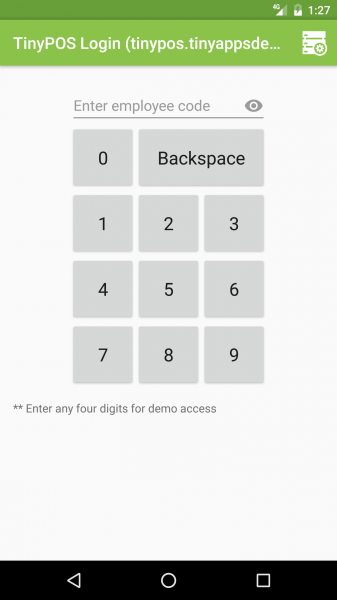 4G 1:27
TinyPOS Login (tinypos.tinyappsde...
Enter employee code
0 Backspace
1 2 3
4 5 6
7 8 9
** Enter any four digits for demo access